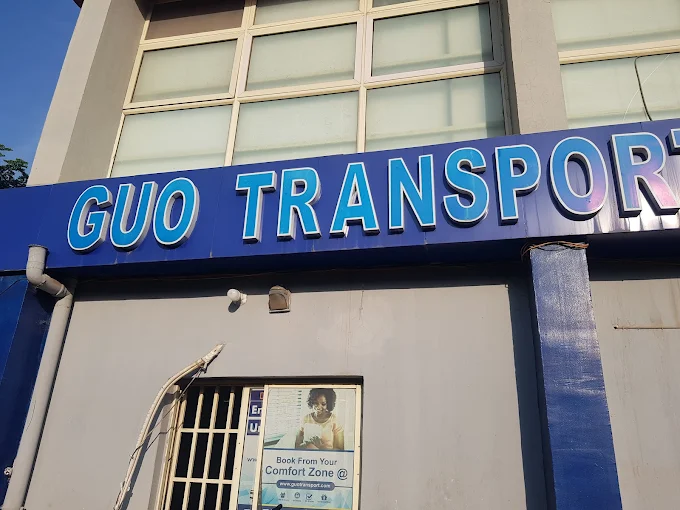 GUO TRANSPORT
Book From Your
Comfort Zone @
www.guotransport.com